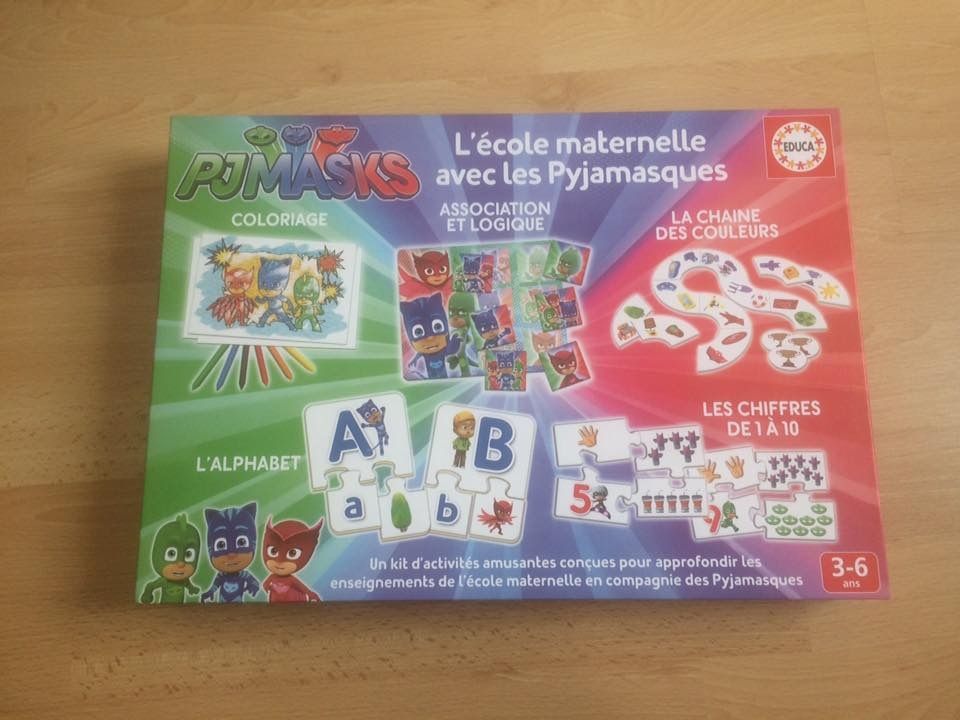 PJMASKS
L'école maternelle
avec les Pyjamasques
EDUCA
COLORIAGE
ASSOCIATION
ET LOGIQUE
LA CHAINE
DES COULEURS
L'ALPHABET
A
B
a
b
LES CHIFFRES
DE 1 À 10
5
9
Un kit d'activités amusantes conçues pour approfondir les
enseignements de l'école maternelle en compagnie des Pyjamasques
3-6
ans